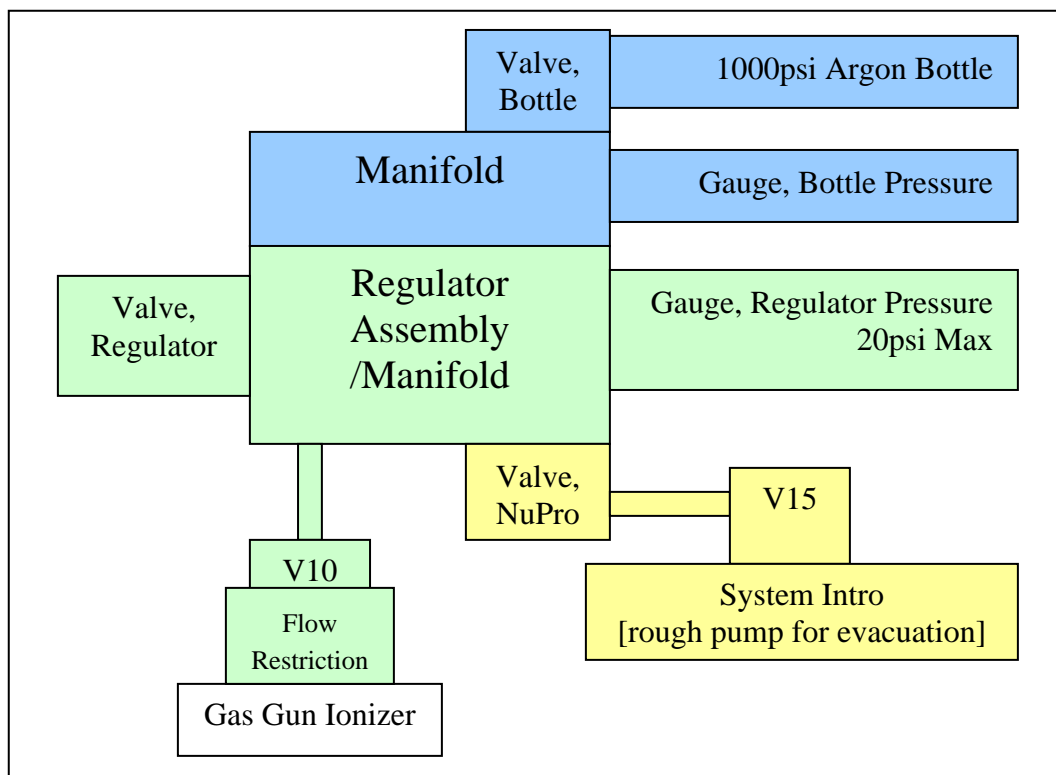 Valve,
Bottle
1000psi Argon Bottle
Manifold
Gauge, Bottle Pressure
Valve,
Regulator
Regulator
Assembly
/Manifold
Gauge, Regulator Pressure
20psi Max
Valve,
NuPro
V15
V10
Flow
Restriction
System Intro
[rough pump for evacuation]
Gas Gun Ionizer